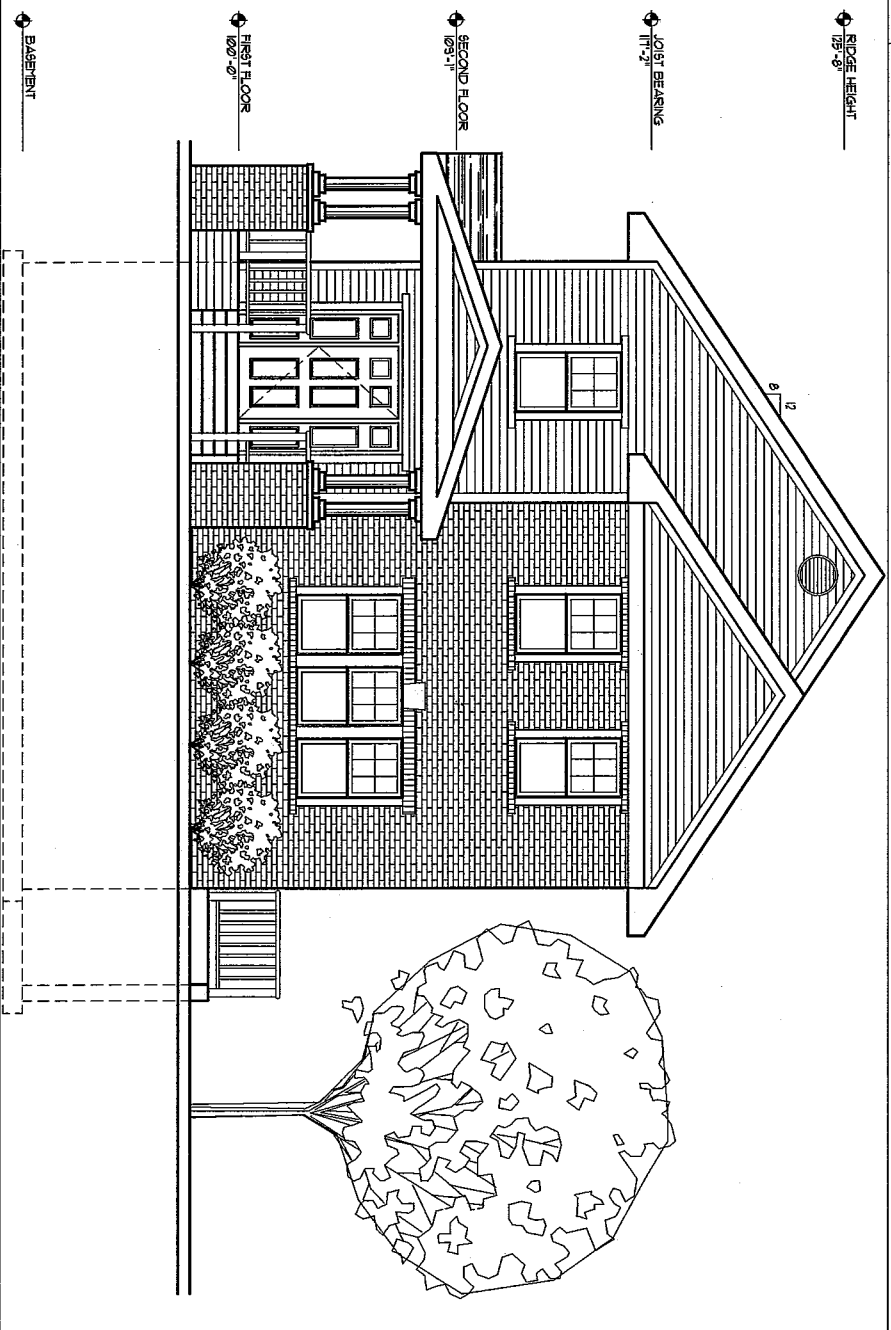 RIDGE HEIGHT
125'-8"
12
8
JOIST BEARING
117'-2"
SECOND FLOOR
109'-1"
FIRST FLOOR
100'-0"
BASEMENT